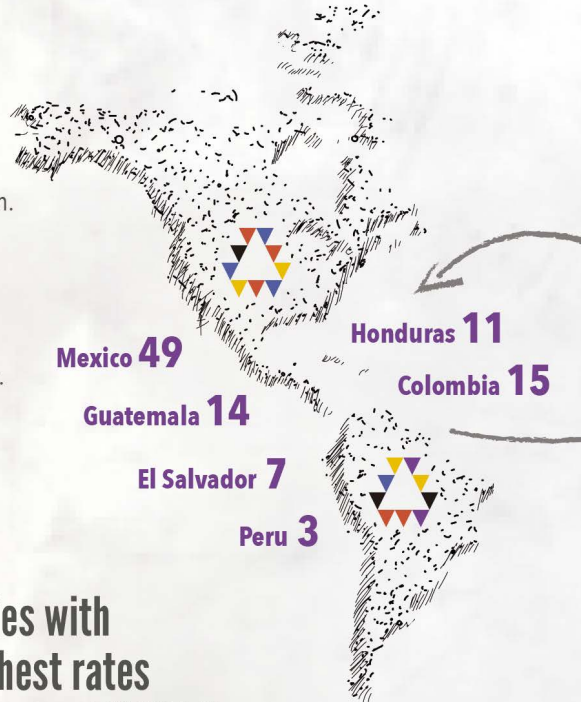 n.
Honduras 11
Mexico 49
Colombia 15
.
Guatemala 14
El Salvador 7
Peru 3
es with
hest rates